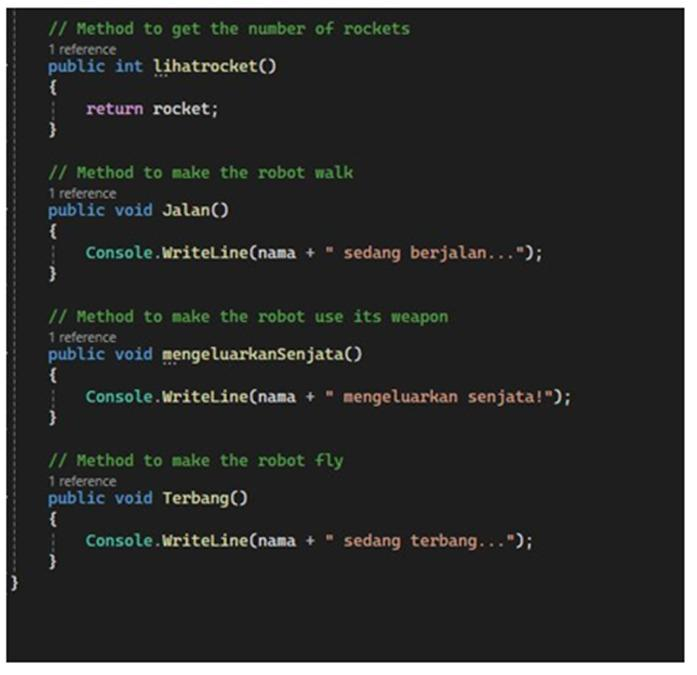 // Method to get the number of rockets
1 reference
public int lihatrocket()
{
return rocket;
}
// Method to make the robot walk
1 reference
public void Jalan()
{
Console.WriteLine(nama + " sedang berjalan...");
}
// Method to make the robot use its weapon
1 reference
public void mengeluarkanSenjata()
{
Console.WriteLine(nama + " mengeluarkan senjata!");
}
// Method to make the robot fly
1 reference
public void Terbang()
{
Console.WriteLine(nama + " sedang terbang...");
}
}